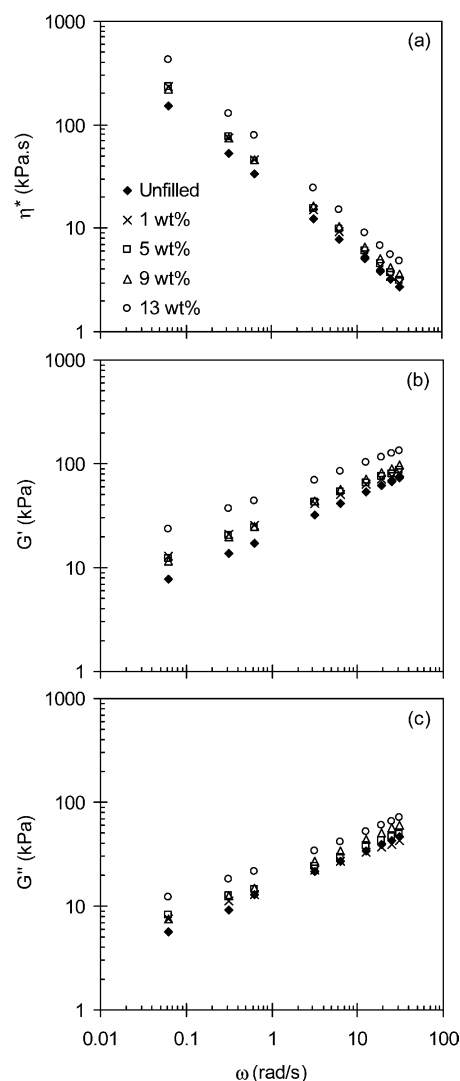 (a)
1000
100
10
1
η* (kPa.s)
Unfilled
1 wt%
5 wt%
9 wt%
13 wt%
(b)
1000
100
10
1
G' (kPa)
(c)
1000
100
10
1
G'' (kPa)
0.01 0.1 1 10 100
ω (rad/s)